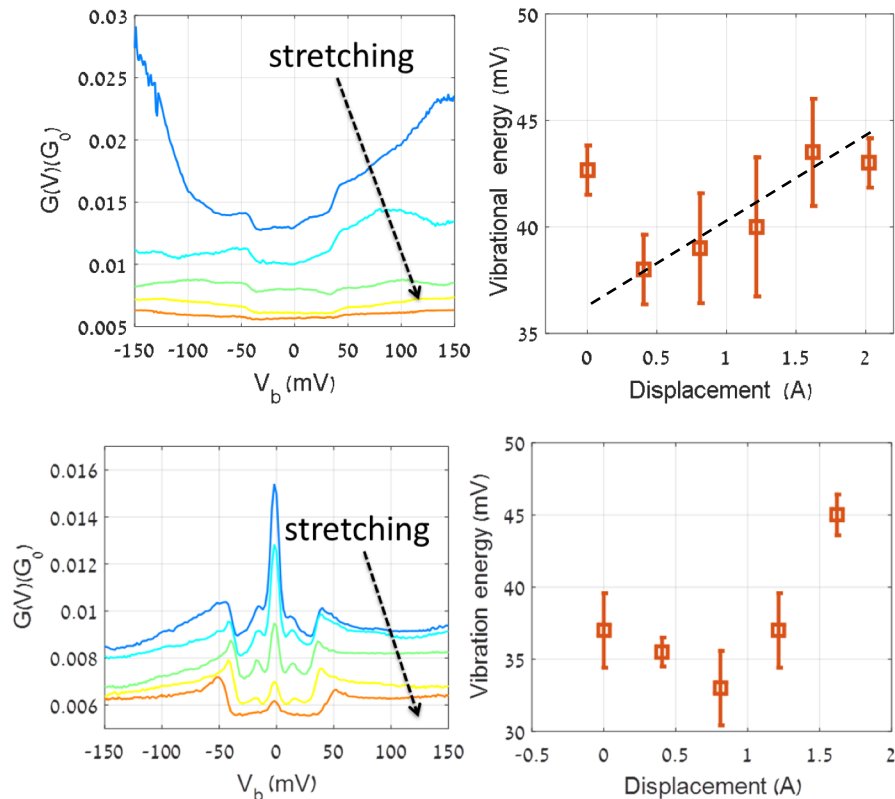 0.03
0.025
0.02
0.015
0.01
0.005
-150 -100 -50 0 50 100 150
G(V)(G0)
V_b (mV)
stretching
50
45
40
35
0 0.5 1 1.5 2
Vibrational energy (mV)
Displacement (A)
0.016
0.014
0.012
0.01
0.008
0.006
-150 -100 -50 0 50 100 150
G(V)(G0)
V_b (mV)
stretching
50
45
40
35
30
-0.5 0 0.5 1 1.5 2
Vibration energy (mV)
Displacement (A)